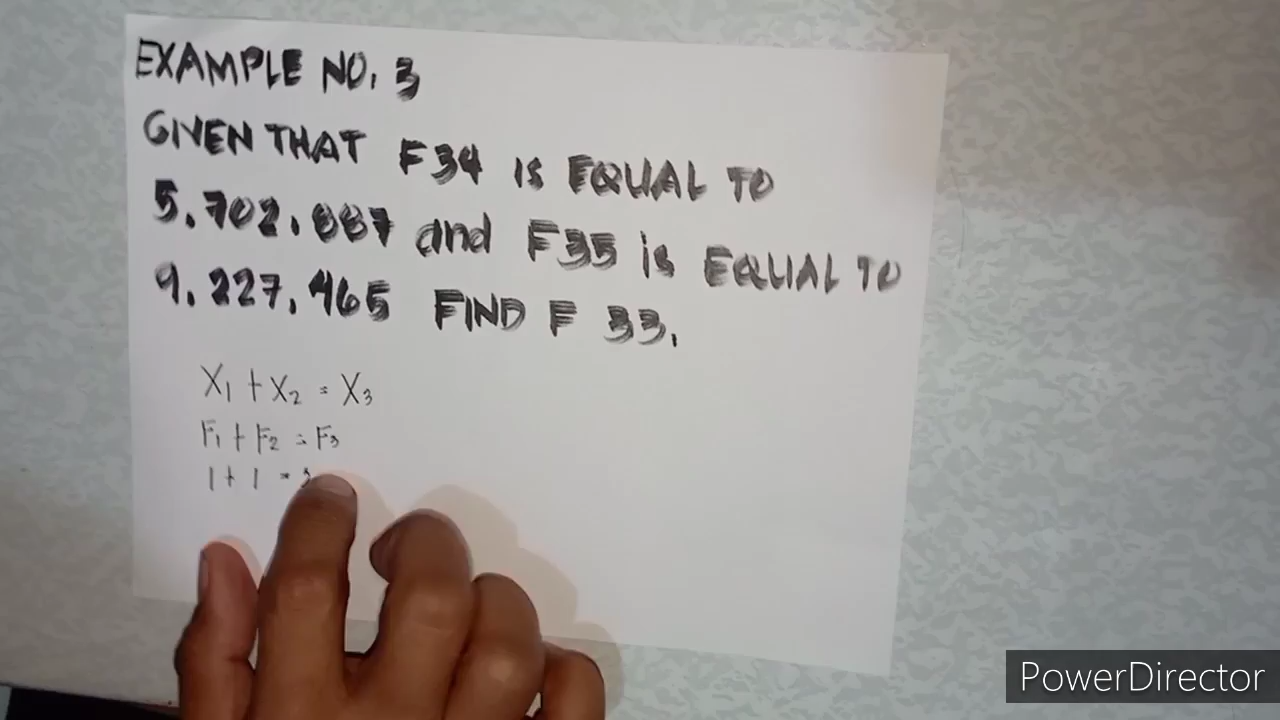 EXAMPLE NO. 3
GIVEN THAT F34 IS EQUAL TO
5,702,887 and F35 is EQUAL TO
9,227,465 FIND F 33.
X1 + X2 = X3
F1 + F2 = F3
1 + 1 =
PowerDirector